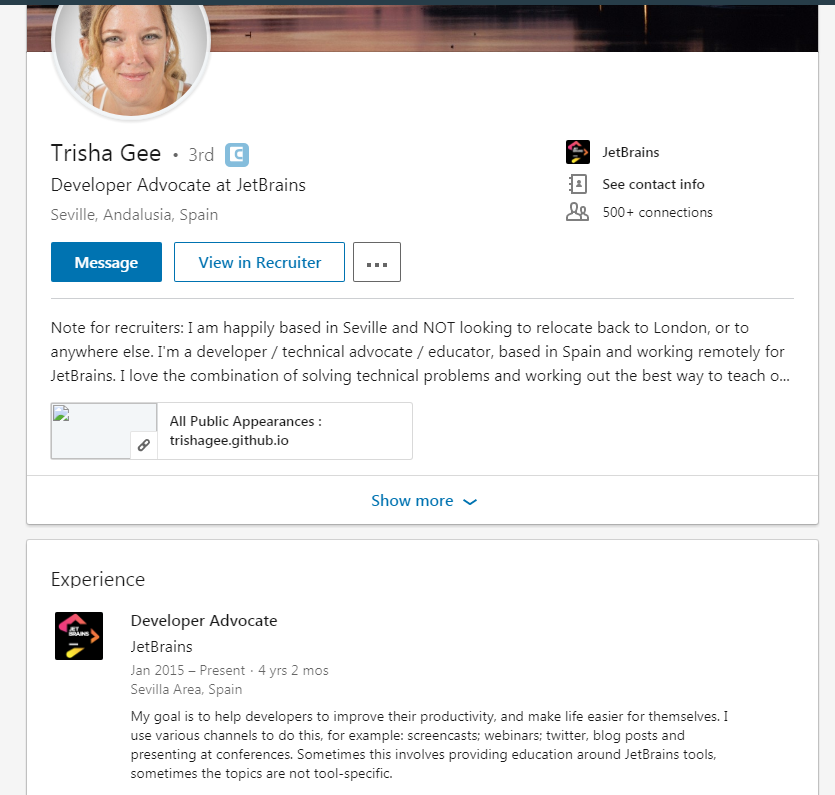 Trisha Gee • 3rd
Developer Advocate at JetBrains
Seville, Andalusia, Spain
JetBrains
See contact info
500+ connections
Message
View in Recruiter
...
Note for recruiters: I am happily based in Seville and NOT looking to relocate back to London, or to
anywhere else. I'm a developer / technical advocate / educator, based in Spain and working remotely for
JetBrains. I love the combination of solving technical problems and working out the best way to teach o...
All Public Appearances :
trishagee.github.io
Show more
Experience
JET
BRAINS
Developer Advocate
JetBrains
Jan 2015 – Present · 4 yrs 2 mos
Sevilla Area, Spain
My goal is to help developers to improve their productivity, and make life easier for themselves. I
use various channels to do this, for example: screencasts; webinars; twitter, blog posts and
presenting at conferences. Sometimes this involves providing education around JetBrains tools,
sometimes the topics are not tool-specific.